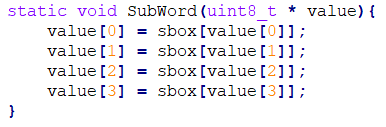 static void SubWord(uint8_t * value){
    value[0] = sbox[value[0]];
    value[1] = sbox[value[1]];
    value[2] = sbox[value[2]];
    value[3] = sbox[value[3]];
}